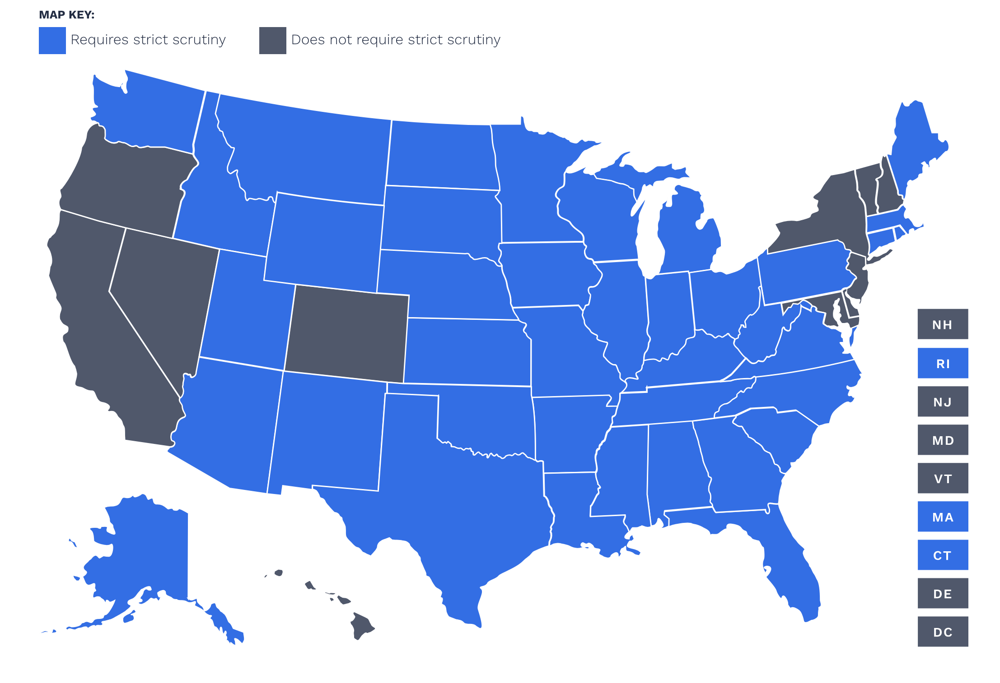 MAP KEY:
Requires strict scrutiny
Does not require strict scrutiny
NH
RI
NJ
MD
VT
MA
CT
DE
DC